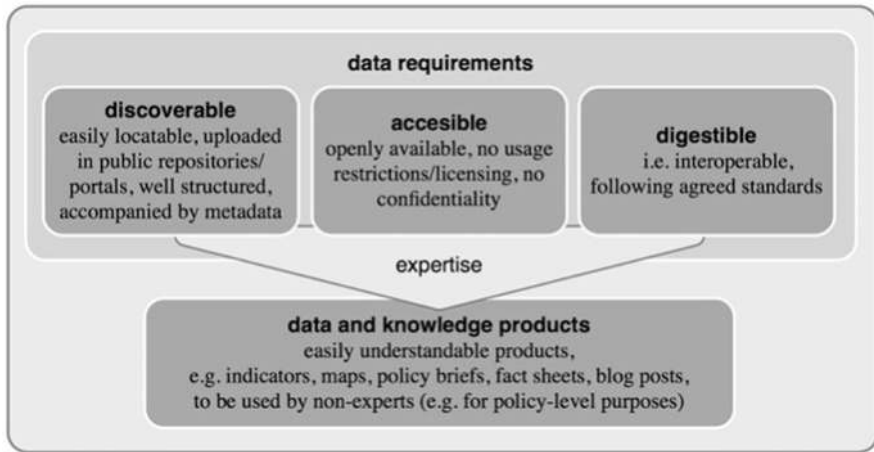 data requirements
discoverable
easily locatable, uploaded
in public repositories/
portals, well structured,
accompanied by metadata
accesible
openly available, no usage
restrictions/licensing, no
confidentiality
digestible
i.e. interoperable,
following agreed standards
expertise
data and knowledge products
easily understandable products,
e.g. indicators, maps, policy briefs, fact sheets, blog posts,
to be used by non-experts (e.g. for policy-level purposes)